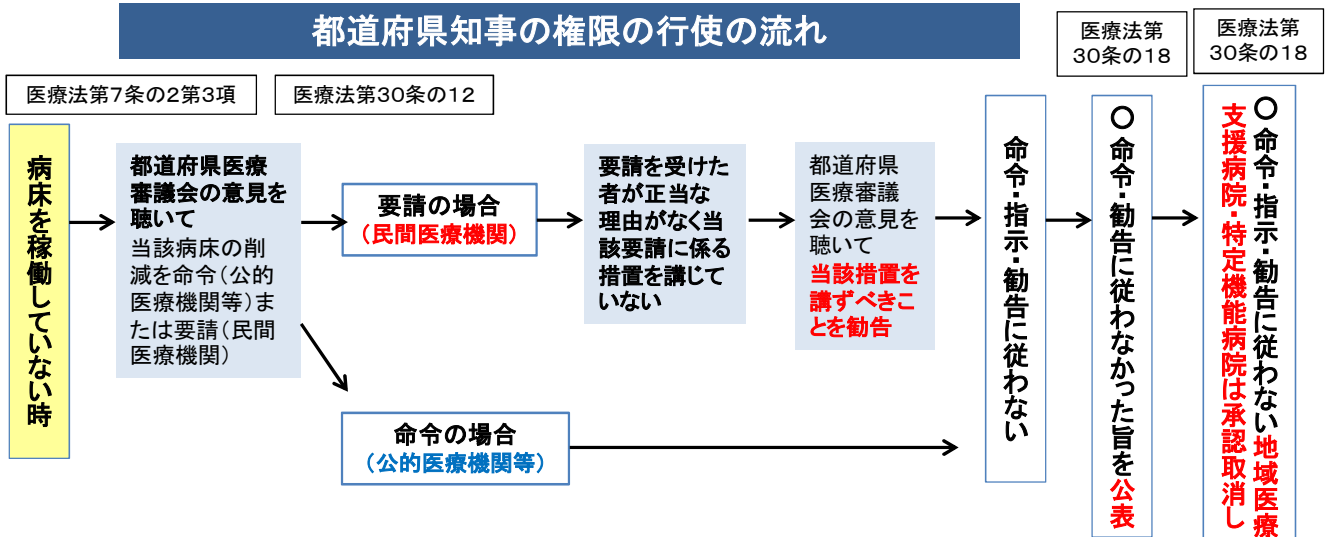 都道府県知事の権限の行使の流れ
医療法第
30条の18
医療法第
30条の18
医療法第7条の2第3項
医療法第30条の12
病床を稼働していない時
都道府県医療
審議会の意見を
聴いて
当該病床の削
減を命令(公的
医療機関等)ま
たは要請(民間
医療機関)
要請の場合
(民間医療機関)
要請を受けた
者が正当な
理由がなく当
該要請に係る
措置を講じて
いない
都道府県
医療審議
会の意見を
聴いて
当該措置を
講ずべきこ
とを勧告
命令の場合
(公的医療機関等)
命令・指示・勧告に従わない
○命令・勧告に従わなかった旨を公表
○命令・指示・勧告に従わない地域医療
支援病院・特定機能病院は承認取消し